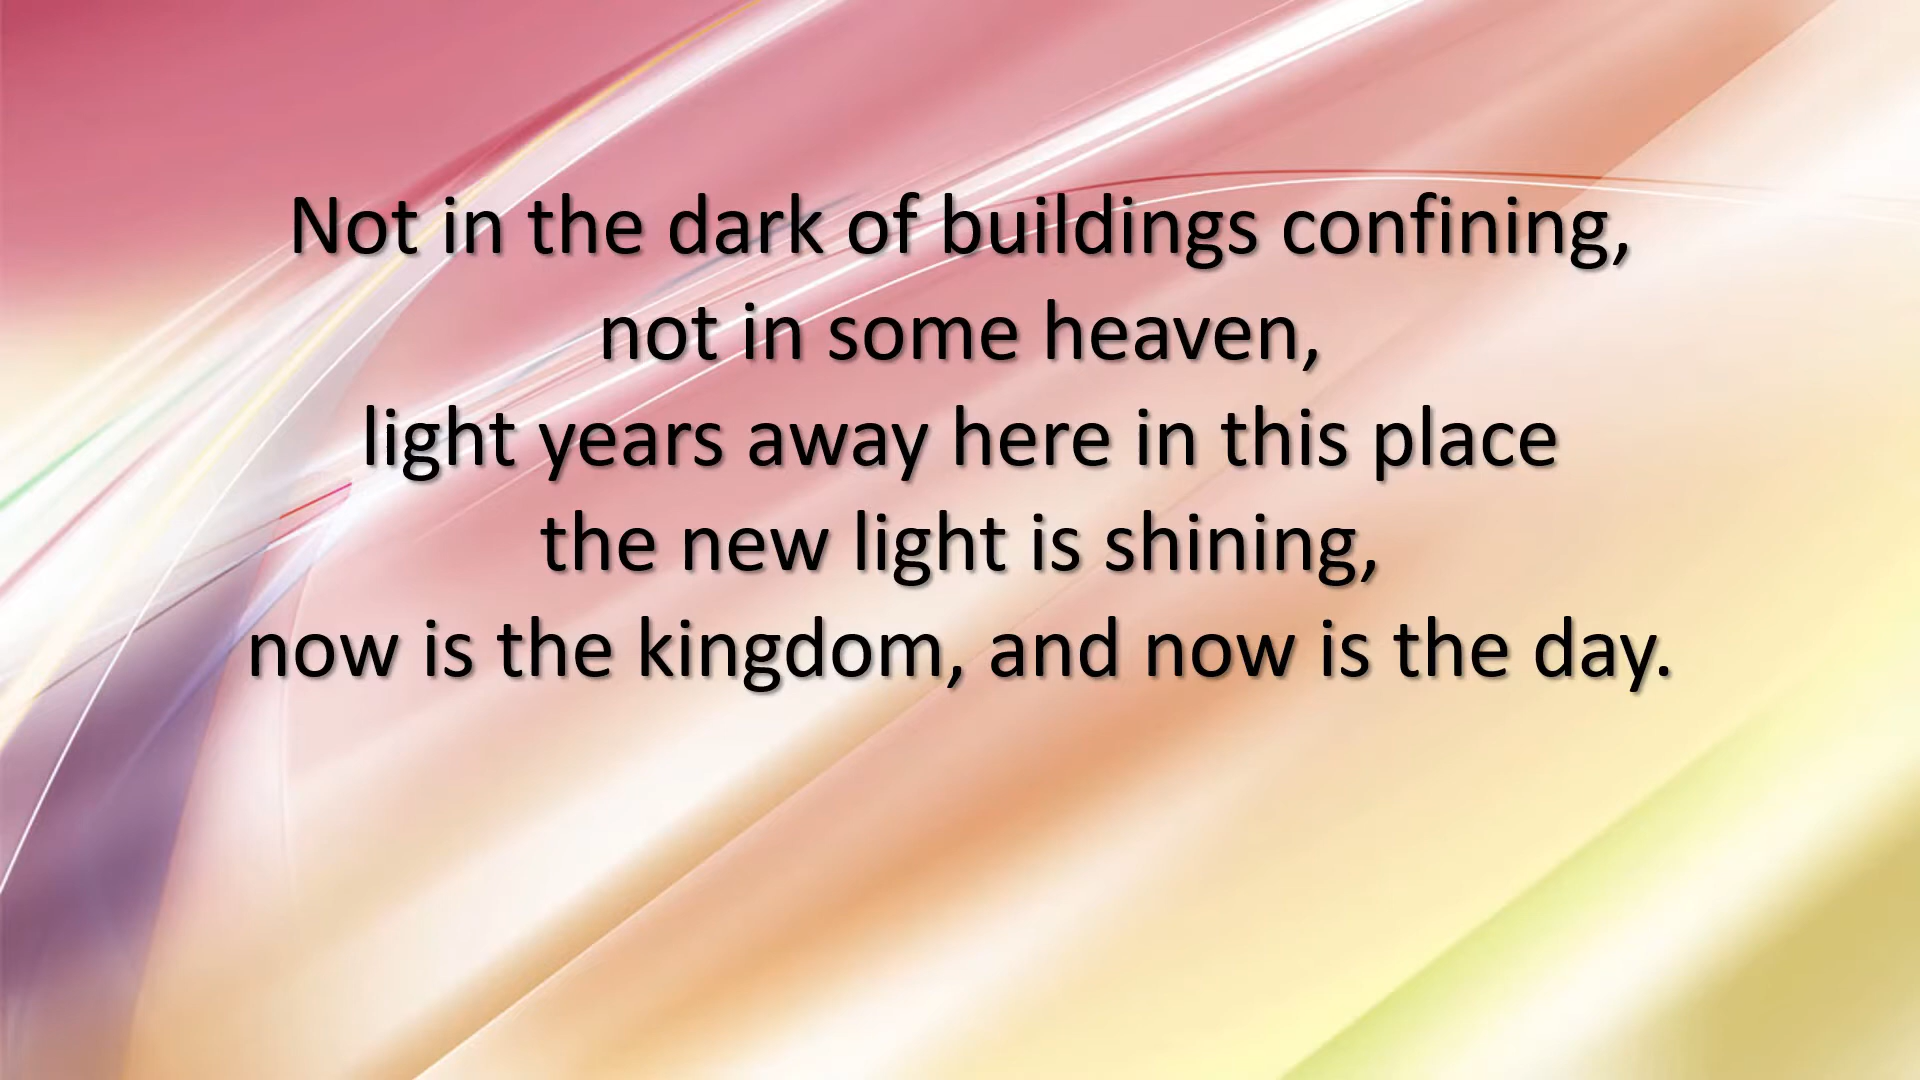 Not in the dark of buildings confining,
not in some heaven,
light years away here in this place
the new light is shining,
now is the kingdom, and now is the day.